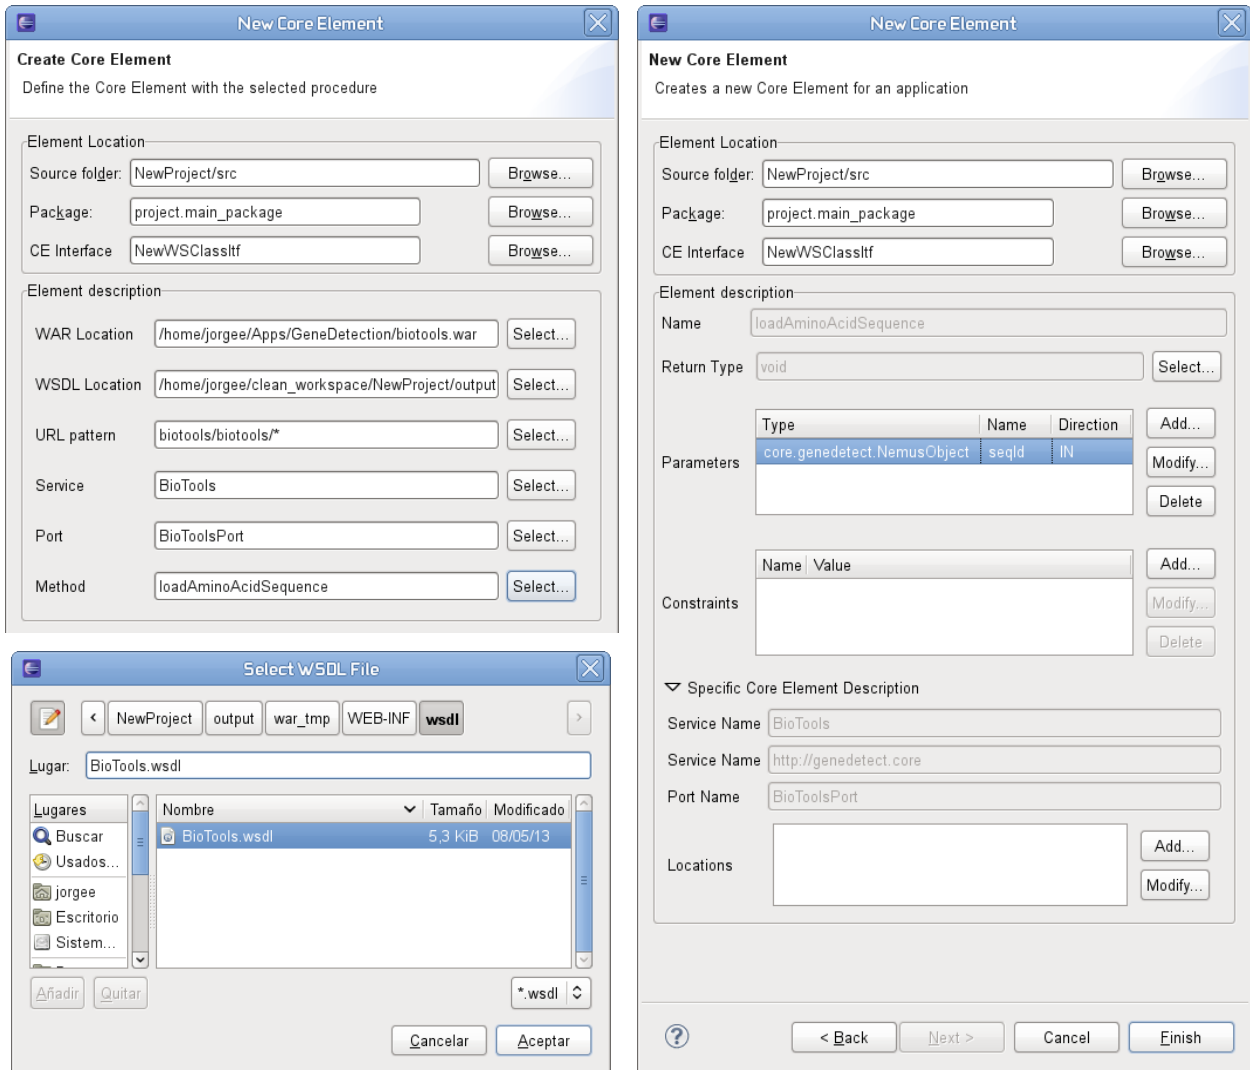 New Core Element
Create Core Element
Define the Core Element with the selected procedure
Element Location
Source folder: NewProject/src Browse...
Package: project.main_package Browse...
CE Interface NewWSClassItf Browse...
Element description
WAR Location /home/jorgee/Apps/GeneDetection/biotools.war Select...
WSDL Location /home/jorgee/clean_workspace/NewProject/output Select...
URL pattern biotools/biotools/* Select...
Service BioTools Select...
Port BioToolsPort Select...
Method loadAminoAcidSequence Select...
Select WSDL File
NewProject output war_tmp WEB-INF wsdl
Lugar: BioTools.wsdl
Lugares Nombre Tamaño Modificado
Buscar BioTools.wsdl 5,3 KiB 08/05/13
Usados...
jorgee
Escritorio
Sistem...
Añadir Quitar *.wsdl
Cancelar Aceptar
New Core Element
New Core Element
Creates a new Core Element for an application
Element Location
Source folder: NewProject/src Browse...
Package: project.main_package Browse...
CE Interface NewWSClassItf Browse...
Element description
Name loadAminoAcidSequence
Return Type void Select...
Parameters
Type Name Direction Add...
core.genedetect.NemusObject seqId IN Modify...
Delete
Constraints
Name Value Add...
Modify...
Delete
Specific Core Element Description
Service Name BioTools
Service Name http://genedetect.core
Port Name BioToolsPort
Locations Add...
Modify...
< Back Next > Cancel Finish